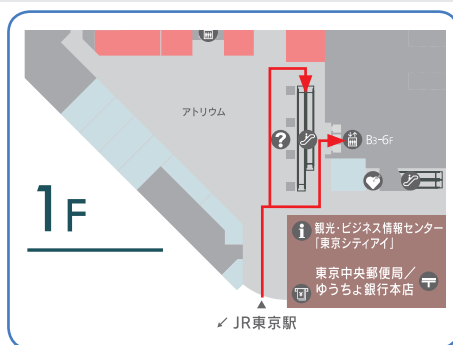 アトリウム
?
B3-6F
1F
i 観光・ビジネス情報センター
「東京シティアイ」
東京中央郵便局／
ゆうちょ銀行本店 〒
↙ JR東京駅